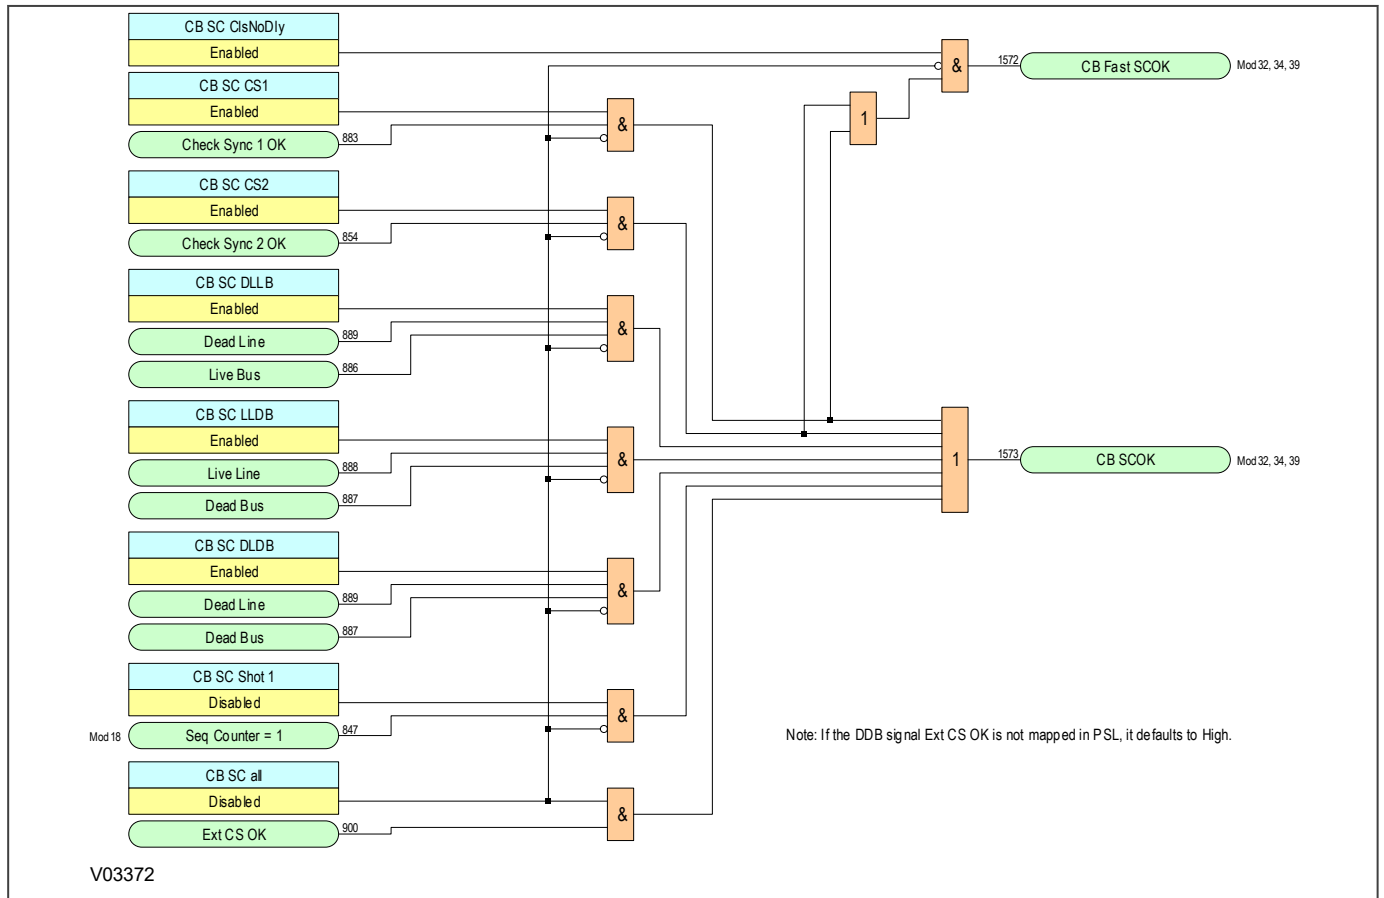 CB SC ClsNoDly
Enabled
CB SC CS1
Enabled
Check Sync 1 OK
883
CB SC CS2
Enabled
Check Sync 2 OK
854
CB SC DLLB
Enabled
Dead Line
889
Live Bus
886
CB SC LLDB
Enabled
Live Line
888
Dead Bus
887
CB SC DLDB
Enabled
Dead Line
889
Dead Bus
887
CB SC Shot 1
Disabled
Mod 18
Seq Counter = 1
847
CB SC all
Disabled
Ext CS OK
900
&
&
&
&
&
&
&
1
&
1572
CB Fast SCOK
Mod 32, 34, 39
1
1573
CB SCOK
Mod 32, 34, 39
Note: If the DDB signal Ext CS OK is not mapped in PSL, it defaults to High.
V03372